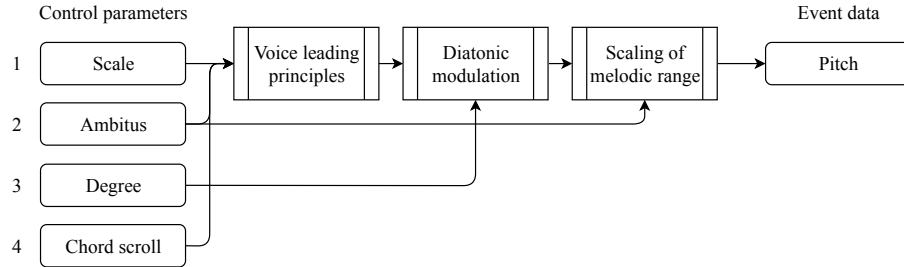 Control parameters
Event data
1
Scale
Voice leading
principles
Diatonic
modulation
Scaling of
melodic range
Pitch
2
Ambitus
3
Degree
4
Chord scroll